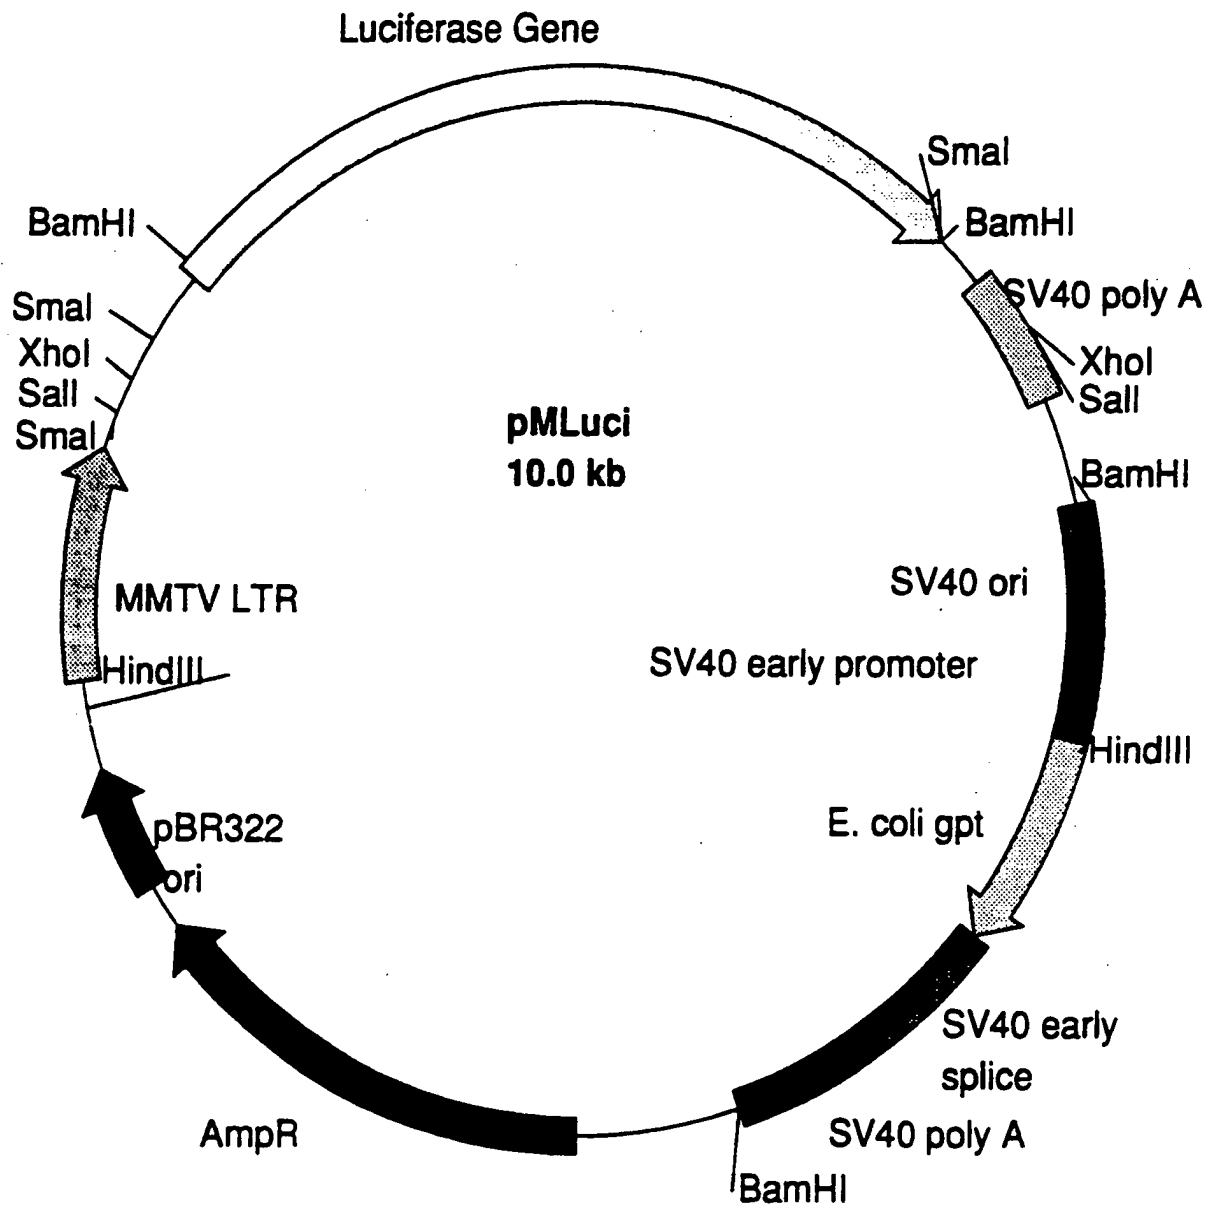 Luciferase Gene
SmaI
BamHI
BamHI
SV40 poly A
SmaI
XhoI
XhoI
SalI
SalI
SmaI
pMLuci
10.0 kb
BamHI
SV40 ori
MMTV LTR
SV40 early promoter
HindIII
HindIII
E. coli gpt
pBR322
ori
SV40 early
splice
AmpR
SV40 poly A
BamHI